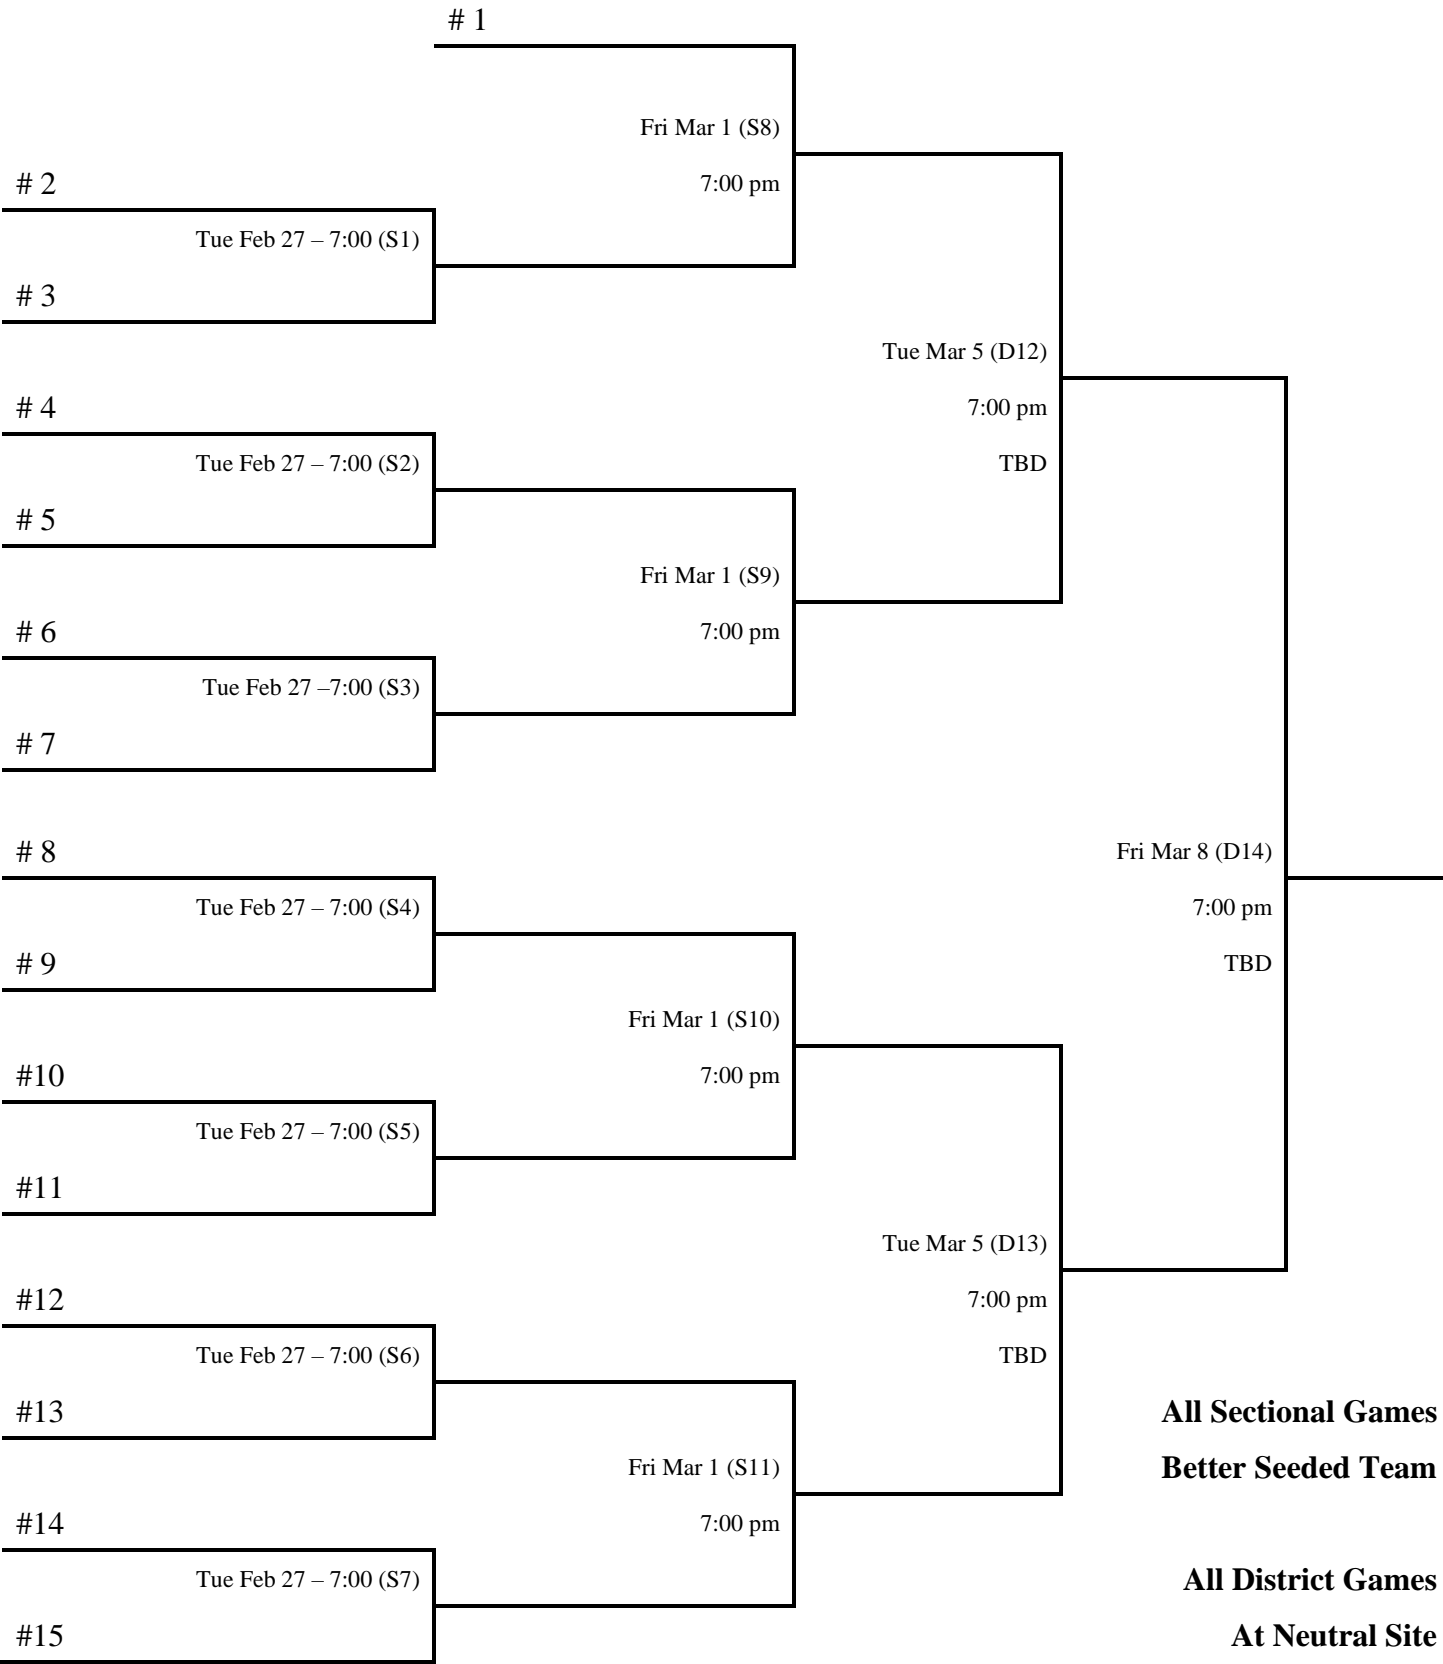 # 1
Fri Mar 1 (S8)
7:00 pm
# 2
Tue Feb 27 – 7:00 (S1)
# 3
Tue Mar 5 (D12)
7:00 pm
TBD
# 4
Tue Feb 27 – 7:00 (S2)
# 5
Fri Mar 1 (S9)
7:00 pm
# 6
Tue Feb 27 –7:00 (S3)
# 7
# 8
Tue Feb 27 – 7:00 (S4)
# 9
Fri Mar 8 (D14)
7:00 pm
TBD
Fri Mar 1 (S10)
7:00 pm
#10
Tue Feb 27 – 7:00 (S5)
#11
Tue Mar 5 (D13)
7:00 pm
TBD
#12
Tue Feb 27 – 7:00 (S6)
#13
Fri Mar 1 (S11)
7:00 pm
#14
Tue Feb 27 – 7:00 (S7)
#15
All Sectional Games
Better Seeded Team
All District Games
At Neutral Site